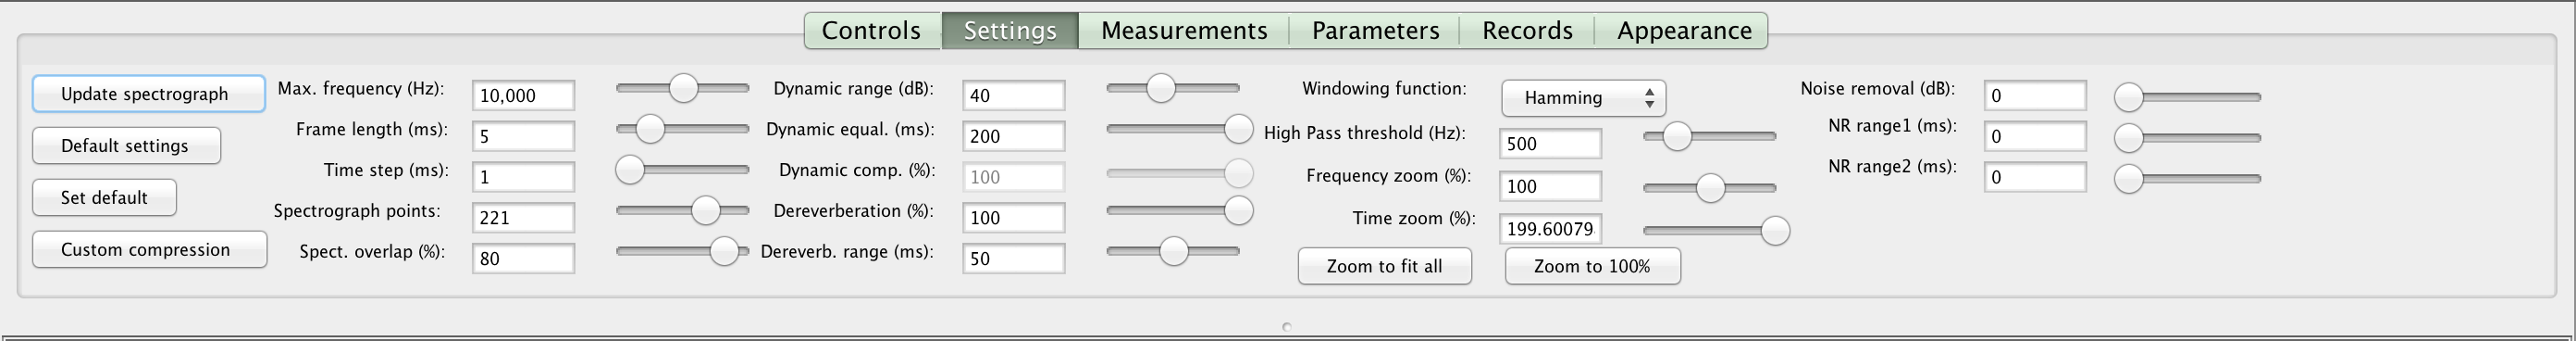 Controls Settings Measurements Parameters Records Appearance
Update spectrograph
Default settings
Set default
Custom compression
Max. frequency (Hz): 10,000
Frame length (ms): 5
Time step (ms): 1
Spectrograph points: 221
Spect. overlap (%): 80
Dynamic range (dB): 40
Dynamic equal. (ms): 200
Dynamic comp. (%): 100
Dereverberation (%): 100
Dereverb. range (ms): 50
Windowing function: Hamming
High Pass threshold (Hz): 500
Frequency zoom (%): 100
Time zoom (%): 199.60079
Zoom to fit all Zoom to 100%
Noise removal (dB): 0
NR range1 (ms): 0
NR range2 (ms): 0